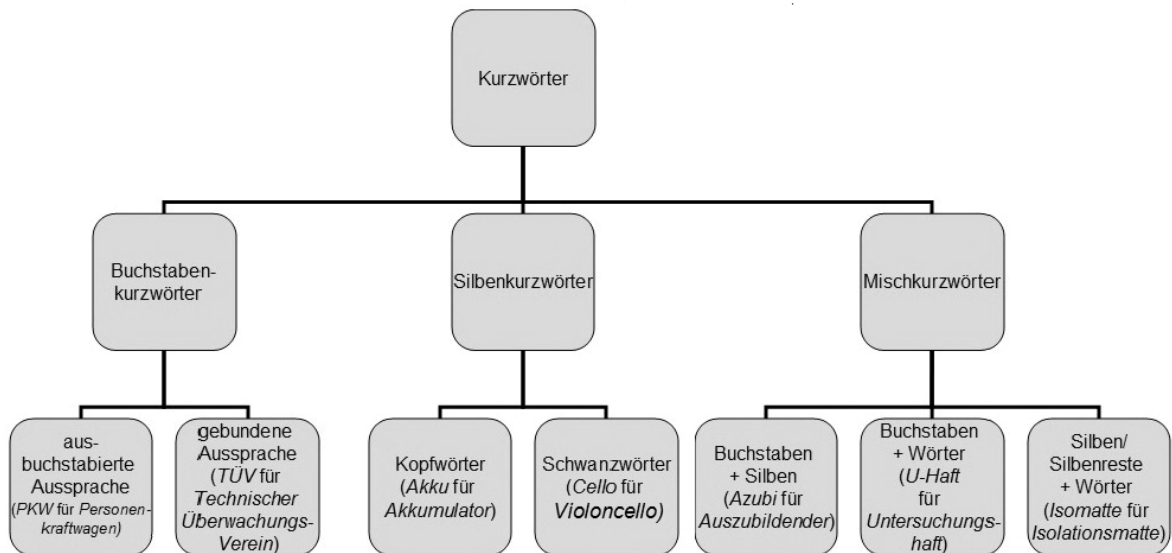 Kurzwörter
Buchstaben-
kurzwörter
Silbenkurzwörter
Mischkurzwörter
aus-
buchstabierte
Aussprache
(PKW für Personen-
kraftwagen)
gebundene
Aussprache
(TÜV für
Technischer
Überwachungs-
Verein)
Kopfwörter
(Akku für
Akkumulator)
Schwanzwörter
(Cello für
Violoncello)
Buchstaben
+ Silben
(Azubi für
Auszubildender)
Buchstaben
+ Wörter
(U-Haft
für
Untersuchungs-
haft)
Silben/
Silbenreste
+ Wörter
(Isomatte für
Isolationsmatte)